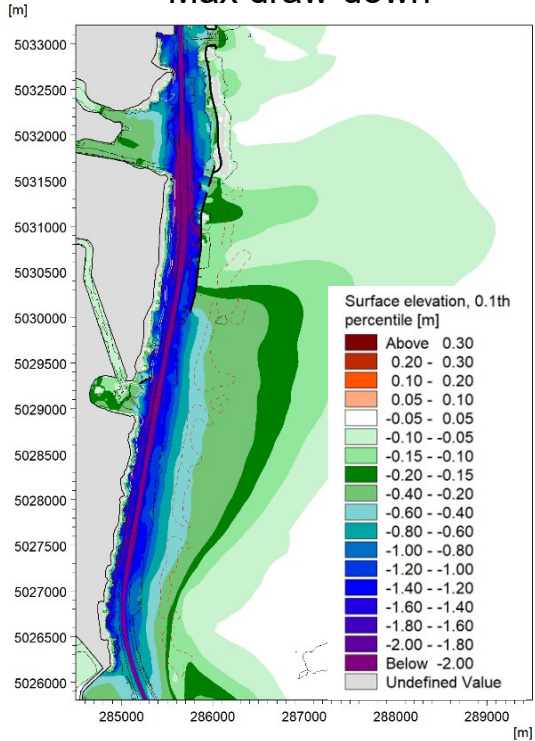 Max draw-down
[m]
5033000
5032500
5032000
5031500
5031000
5030500
5030000
5029500
5029000
5028500
5028000
5027500
5027000
5026500
5026000
Surface elevation, 0.1th
percentile [m]
Above 0.30
0.20 - 0.30
0.10 - 0.20
0.05 - 0.10
-0.05 - 0.05
-0.10 - -0.05
-0.15 - -0.10
-0.20 - -0.15
-0.40 - -0.20
-0.60 - -0.40
-0.80 - -0.60
-1.00 - -0.80
-1.20 - -1.00
-1.40 - -1.20
-1.60 - -1.40
-1.80 - -1.60
-2.00 - -1.80
Below -2.00
Undefined Value
285000 286000 287000 288000 289000
[m]